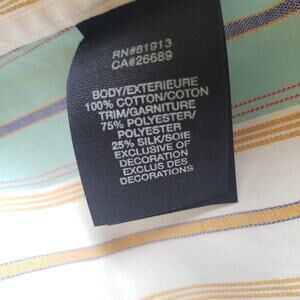 RN#81913
CA#26689
BODY/EXTERIEURE
100% COTTON/COTON
TRIM/GARNITURE
75% POLYESTER/
POLYESTER
25% SILK/SOIE
EXCLUSIVE OF
DECORATION
EXCLUS DES
DECORATIONS